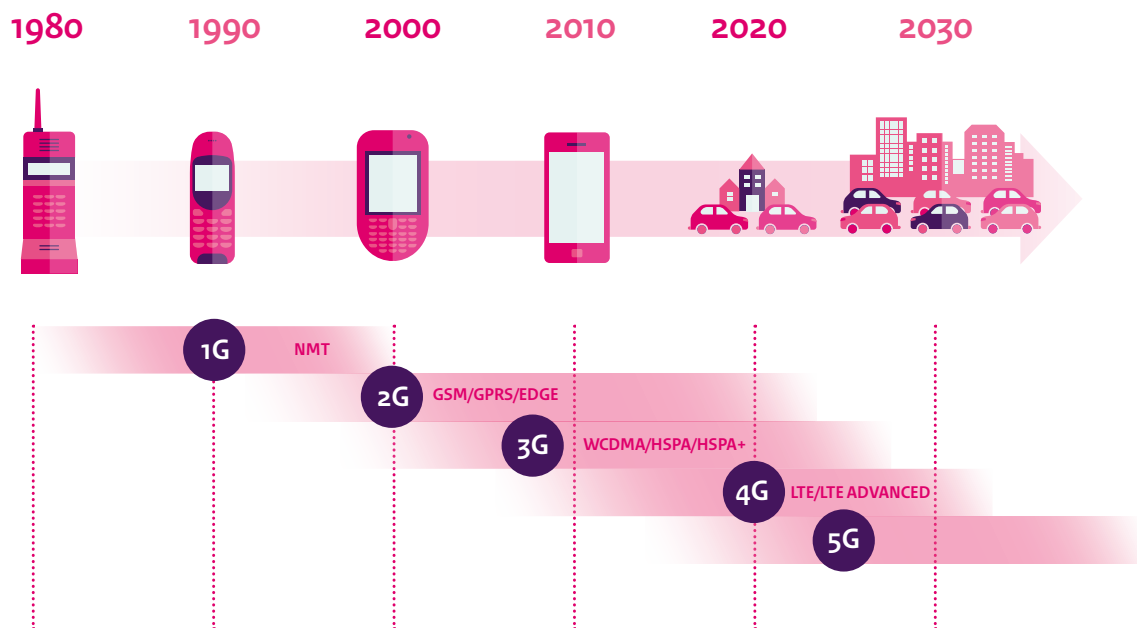 1980 1990 2000 2010 2020 2030
1G NMT
2G GSM/GPRS/EDGE
3G WCDMA/HSPA/HSPA+
4G LTE/LTE ADVANCED
5G